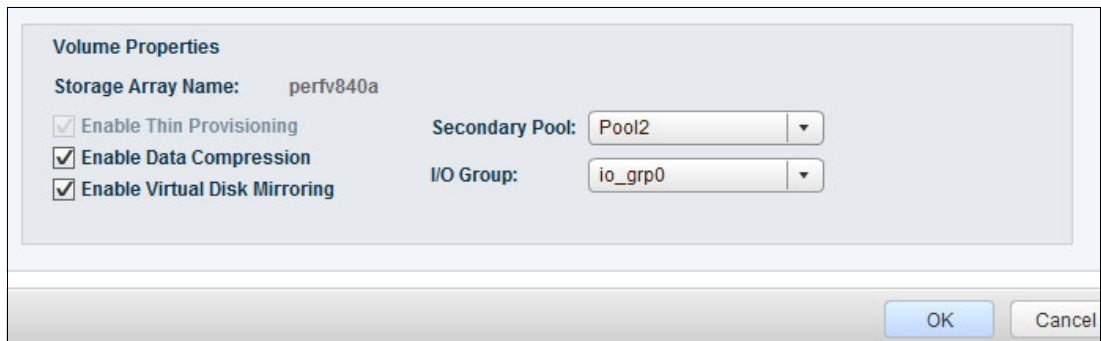 Volume Properties
Storage Array Name: perfv840a
Enable Thin Provisioning
Secondary Pool: Pool2
Enable Data Compression
I/O Group: io_grp0
Enable Virtual Disk Mirroring
OK Cancel